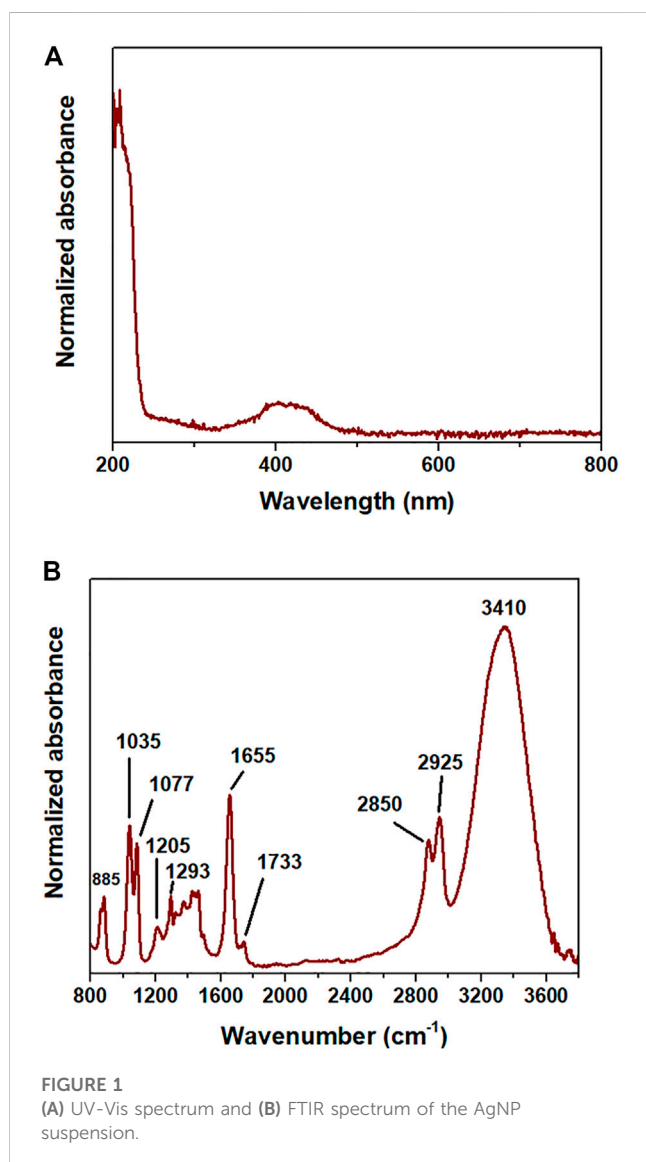 A
Normalized absorbance
200
400
600
800
Wavelength (nm)
B
Normalized absorbance
3410
1035
1077
1655
2925
2850
1205
1293
885
1733
800 1200 1600 2000 2400 2800 3200 3600
Wavenumber (cm-1)
FIGURE 1
(A) UV-Vis spectrum and (B) FTIR spectrum of the AgNP
suspension.